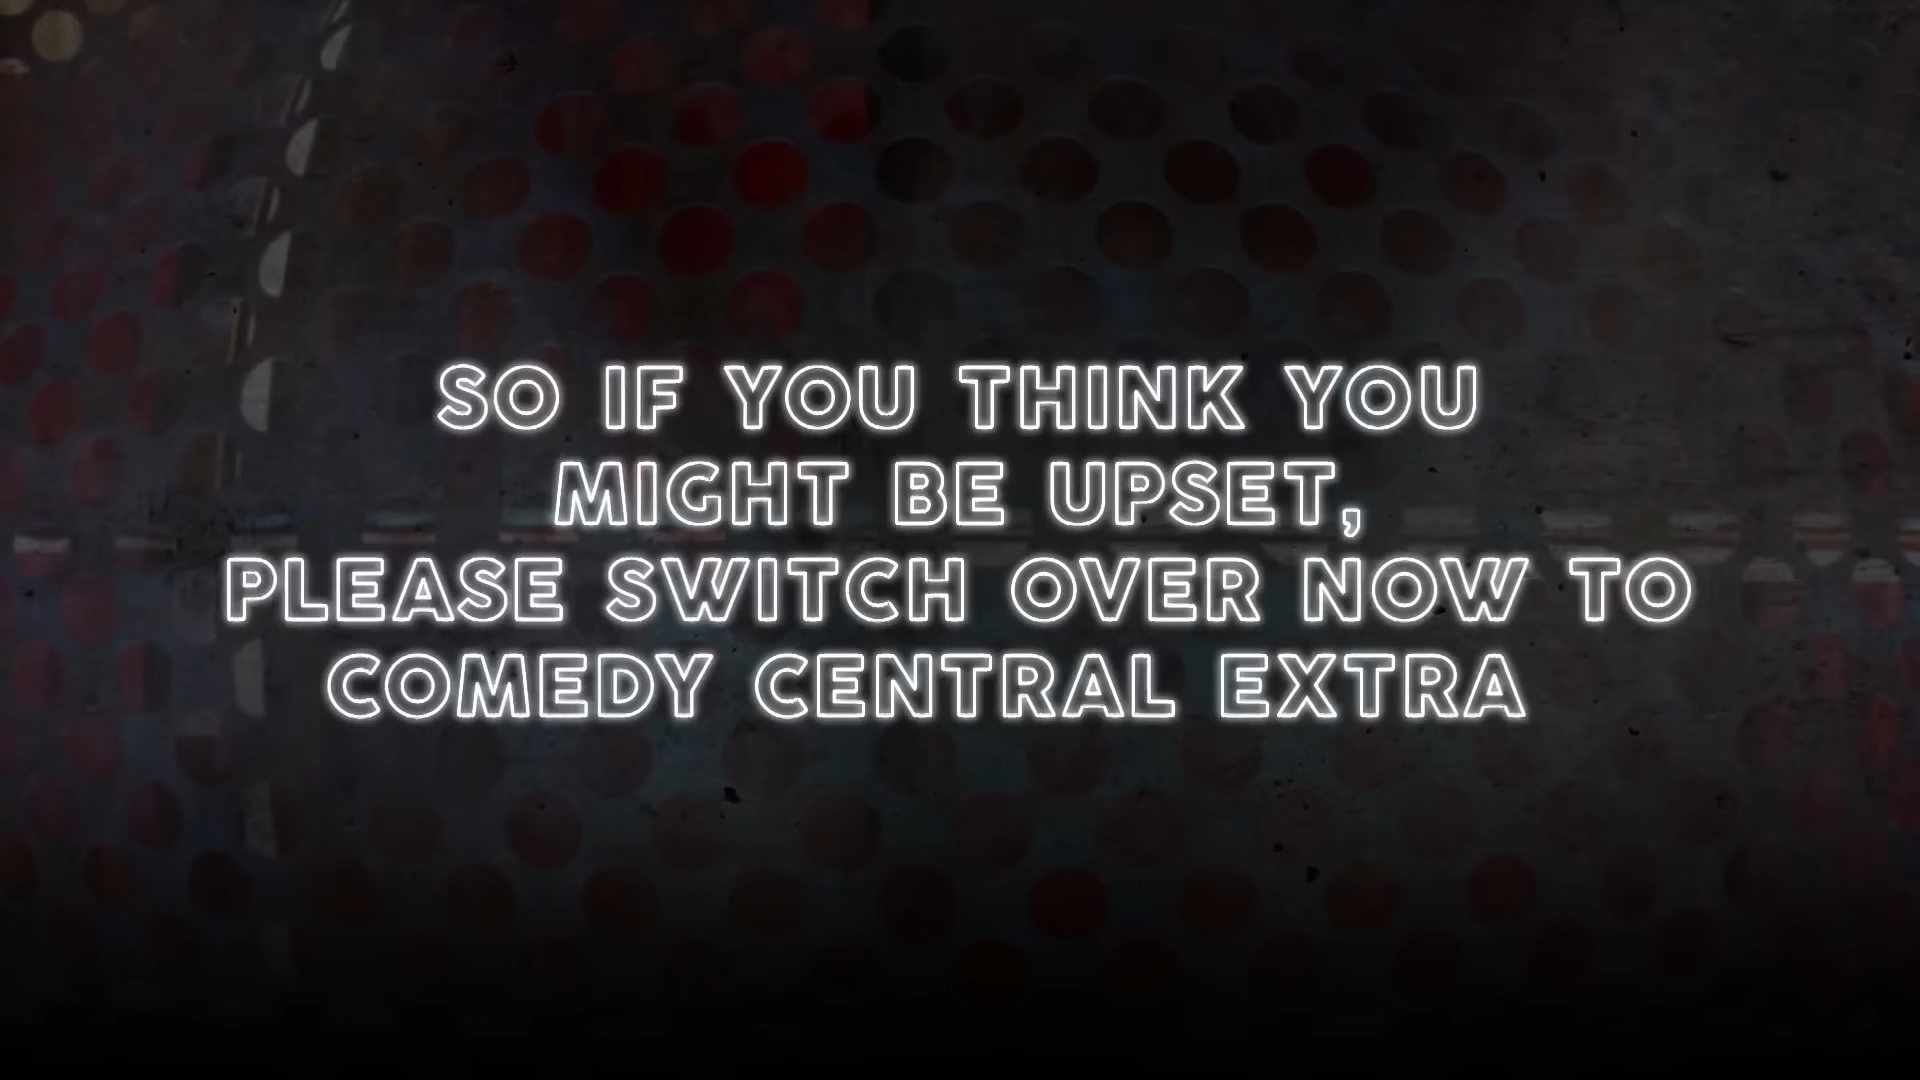 SO IF YOU THINK YOU
MIGHT BE UPSET,
PLEASE SWITCH OVER NOW TO
COMEDY CENTRAL EXTRA